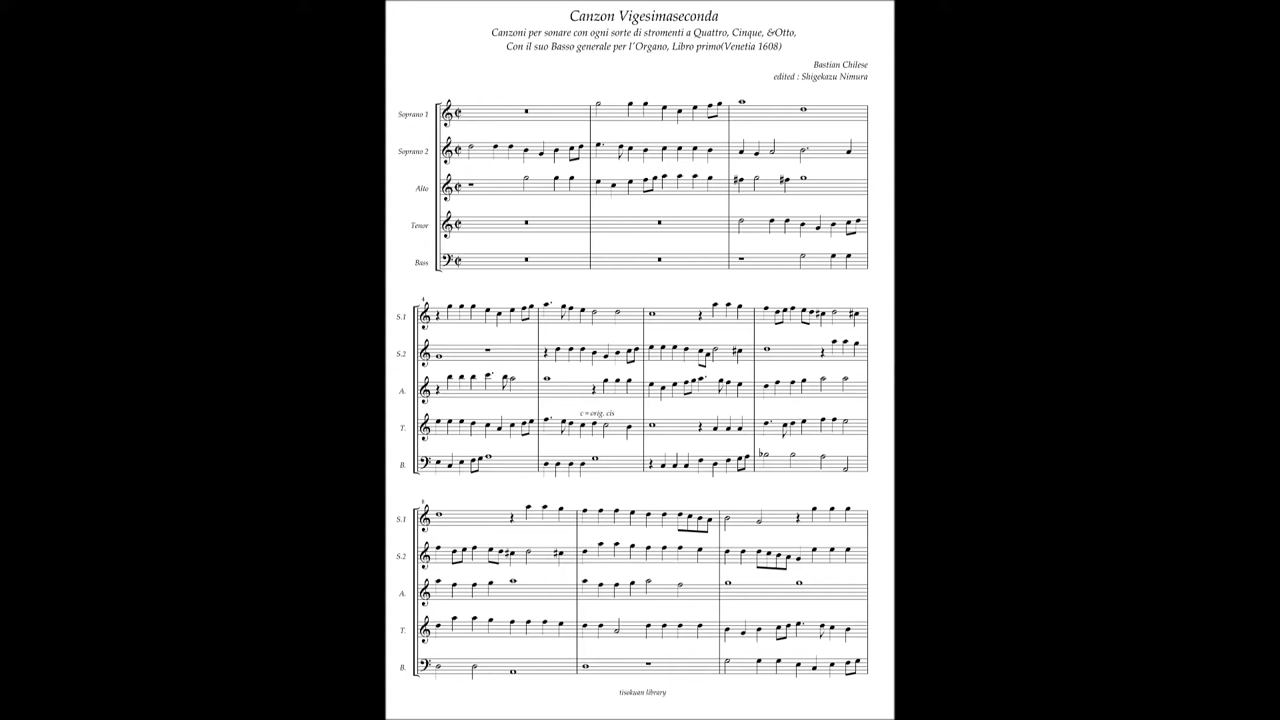 Canzon Vigesimaseconda
Canzoni per sonare con ogni sorte di stromenti a Quattro, Cinque, &Otto,
Con il suo Basso generale per l'Organo, Libro primo(Venetia 1608)
Bastian Chilese
edited : Shigekazu Nimura
Soprano 1
Soprano 2
Alto
Tenor
Bass
4
S.1
S.2
A.
c = orig. cis
T.
B.
8
S.1
S.2
A.
T.
B.
tisokuan library